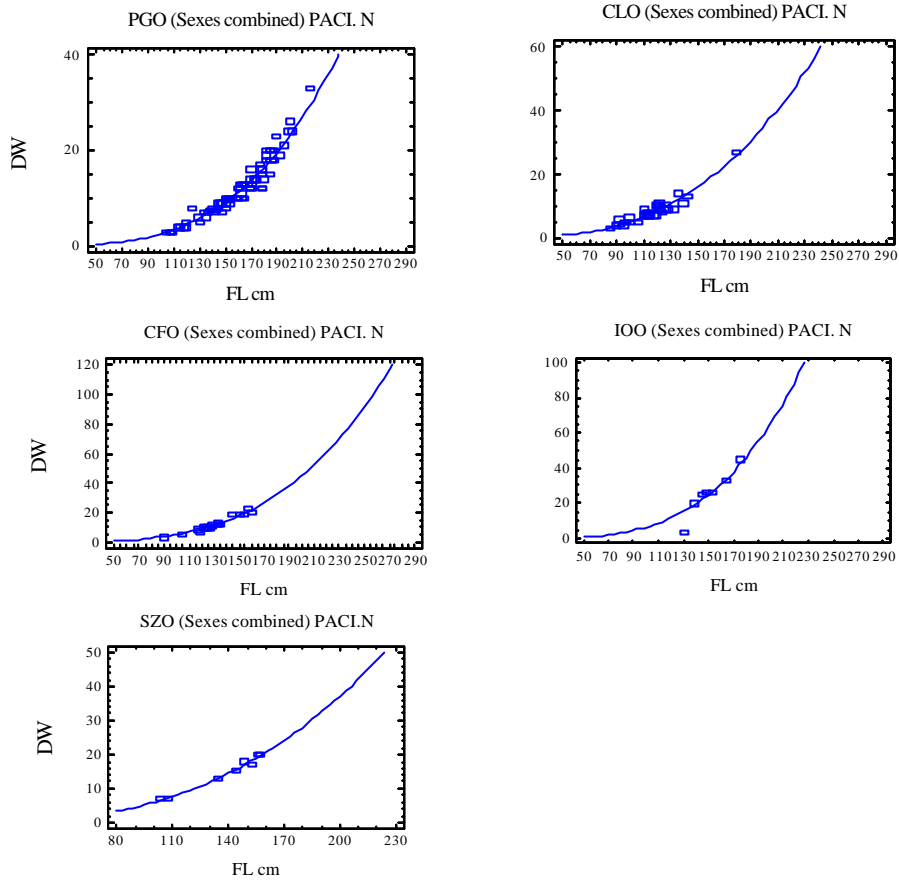 PGO (Sexes combined) PACI. N
40
20
0
DW
50 70 90 110 130 150 170 190 210 230 250 270 290
FL cm
CLO (Sexes combined) PACI. N
60
40
20
0
50 70 90 110 130 150 170 190 210 230 250 270 290
FL cm
CFO (Sexes combined) PACI. N
120
100
80
60
40
20
0
DW
50 70 90 110 130 150 170 190 210 230 250 270 290
FL cm
IOO (Sexes combined) PACI. N
100
80
60
40
20
0
50 70 90 110 130 150 170 190 210 230 250 270 290
FL cm
SZO (Sexes combined) PACI.N
50
40
30
20
10
0
DW
80 110 140 170 200 230
FL cm